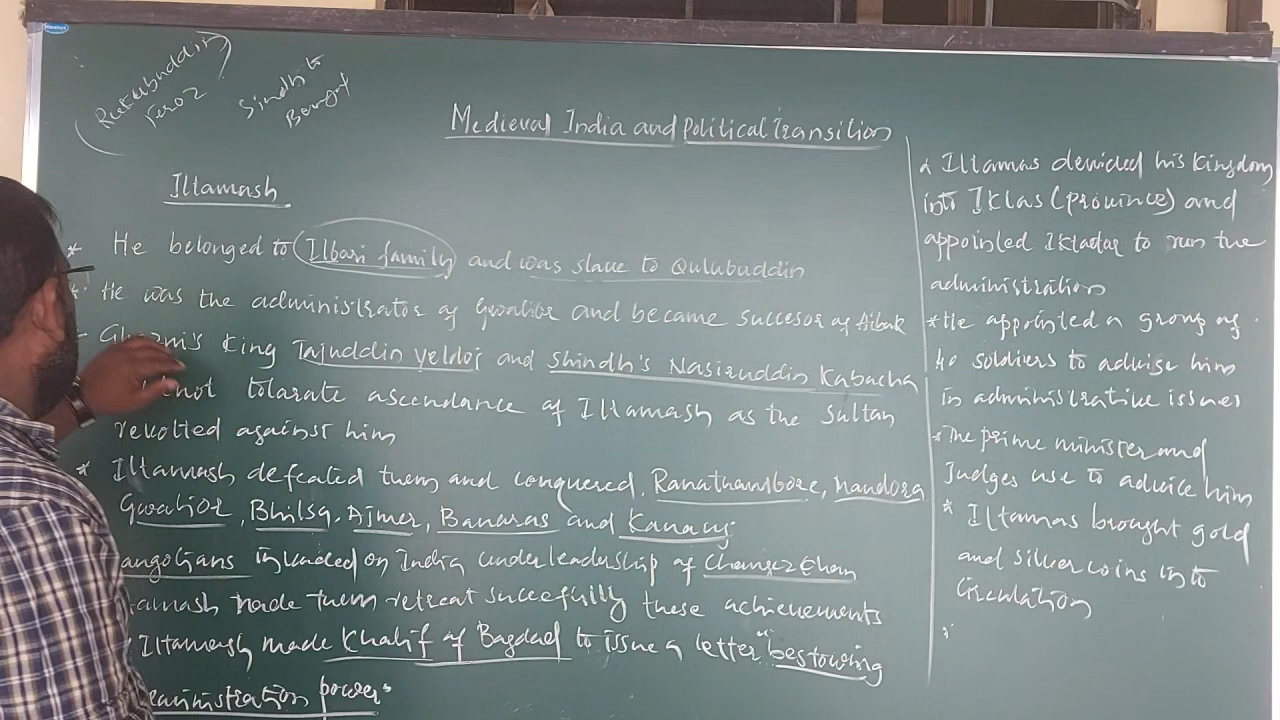 Rukubuddin
Feroz
Sindh to
Medieval India and Political Transition
Iltamash
* He belonged to Ilbari family and was slave to Qutubuddin
* He was the administrator of Gwalior and became succesor of Aibak
king Tajuddin Yeldoj and Shindh's Nasiruddin Kabacha
not tolarate ascendance of Iltamash as the sultan
revolted against him
* Iltamash defeated them and conquered, Ranathambore, Mandora
Gwalior, Bhilsa, Ajmer, Banaras and Kanauj
angolians invaded on India under leadership of Changez Khan
tamash made them retreat succefully these achievements
Iltamash made Khalif of Bagdad to issue a letter "bestowing
administration power"
* Iltamas devided his Kingdom
into Iktas (province) and
appointed Iktadar to run the
administration
* He appointed a group of
40 soldiers to advise him
in administrative issues
* The prime minister and
Judges use to advice him
* Iltamas brought gold
and silver coins into
Circulation